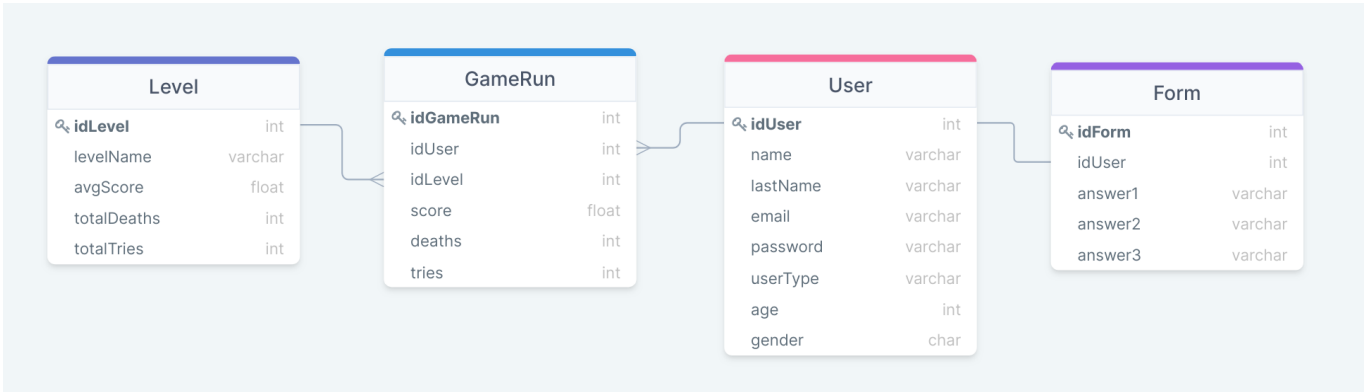 Level
idLevel int
levelName varchar
avgScore float
totalDeaths int
totalTries int
GameRun
idGameRun int
idUser int
idLevel int
score float
deaths int
tries int
User
idUser int
name varchar
lastName varchar
email varchar
password varchar
userType varchar
age int
gender char
Form
idForm int
idUser int
answer1 varchar
answer2 varchar
answer3 varchar